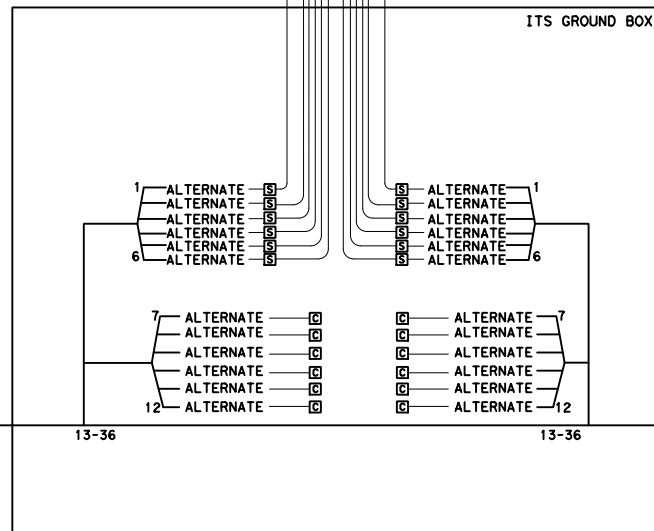 ITS GROUND BOX
1 ALTERNATE S S ALTERNATE 1
ALTERNATE S S ALTERNATE
ALTERNATE S S ALTERNATE
ALTERNATE S S ALTERNATE
ALTERNATE S S ALTERNATE
6 ALTERNATE S S ALTERNATE 6
7 ALTERNATE C C ALTERNATE 7
ALTERNATE C C ALTERNATE
ALTERNATE C C ALTERNATE
ALTERNATE C C ALTERNATE
ALTERNATE C C ALTERNATE
12 ALTERNATE C C ALTERNATE 12
13-36 13-36